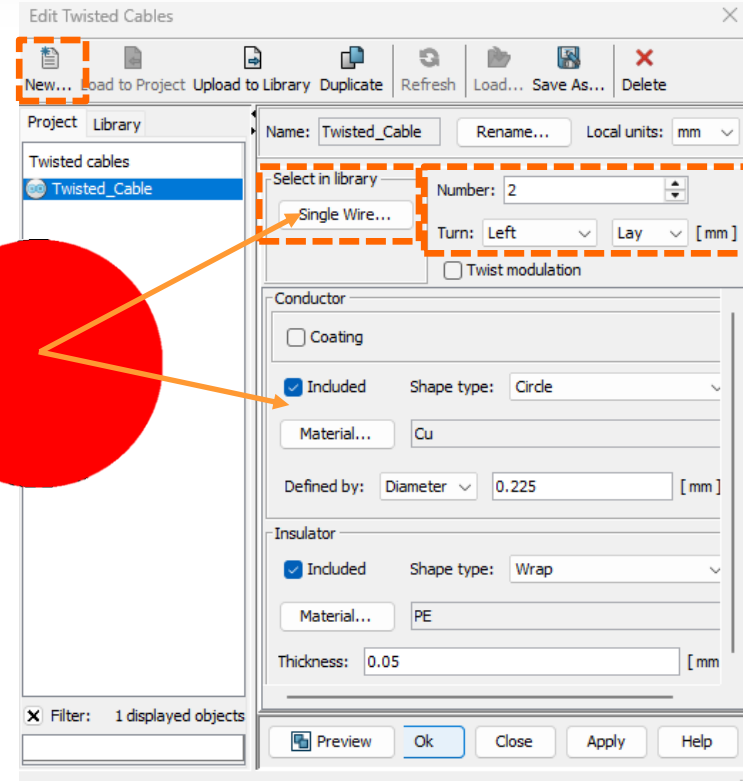 Edit Twisted Cables
New... Load to Project Upload to Library Duplicate Refresh Load... Save As... Delete
Project Library
Name: Twisted_Cable Rename... Local units: mm
Twisted cables
Twisted_Cable
Select in library
Single Wire...
Number: 2
Turn: Left Lay [mm]
Twist modulation
Conductor
Coating
Included Shape type: Circle
Material... Cu
Defined by: Diameter 0.225 [mm]
Insulator
Included Shape type: Wrap
Material... PE
Thickness: 0.05 [mm
Filter: 1 displayed objects
Preview Ok Close Apply Help